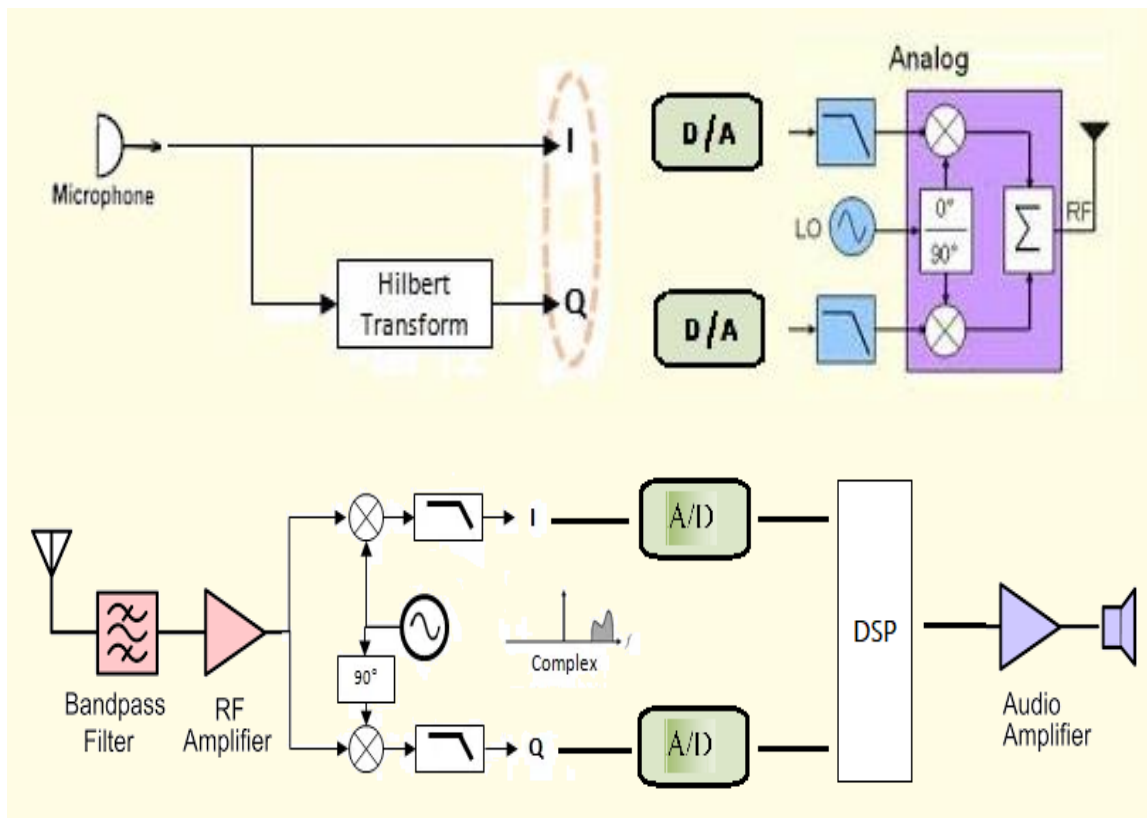 Analog
Microphone
I
D/A
LO
0°
90°
Σ
RF
Hilbert
Transform
Q
D/A
I
A/D
Complex
f
DSP
90°
Bandpass
Filter
RF
Amplifier
Q
A/D
Audio
Amplifier